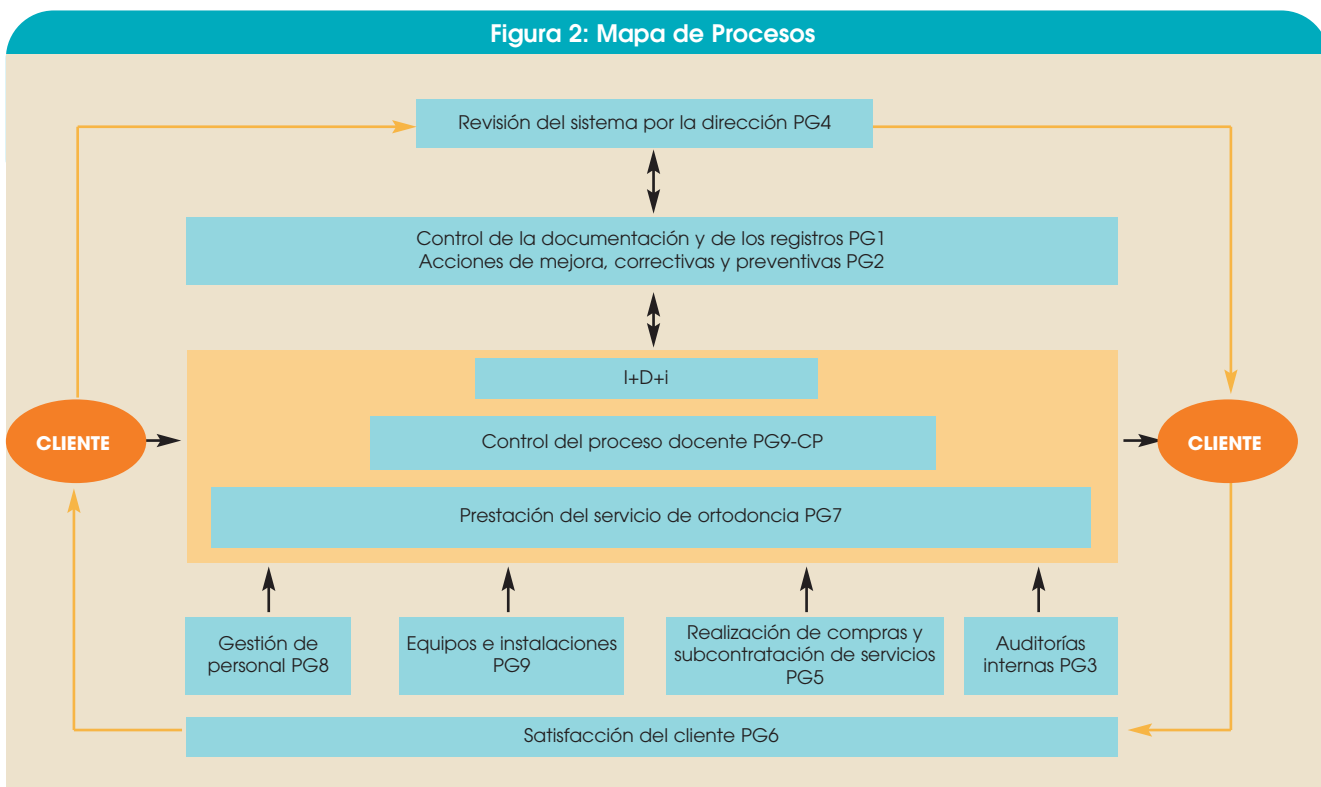 Figura 2: Mapa de Procesos
Revisión del sistema por la dirección PG4
Control de la documentación y de los registros PG1
Acciones de mejora, correctivas y preventivas PG2
I+D+i
Control del proceso docente PG9-CP
CLIENTE
CLIENTE
Prestación del servicio de ortodoncia PG7
Gestión de
personal PG8
Equipos e instalaciones
PG9
Realización de compras y
subcontratación de servicios
PG5
Auditorías
internas PG3
Satisfacción del cliente PG6